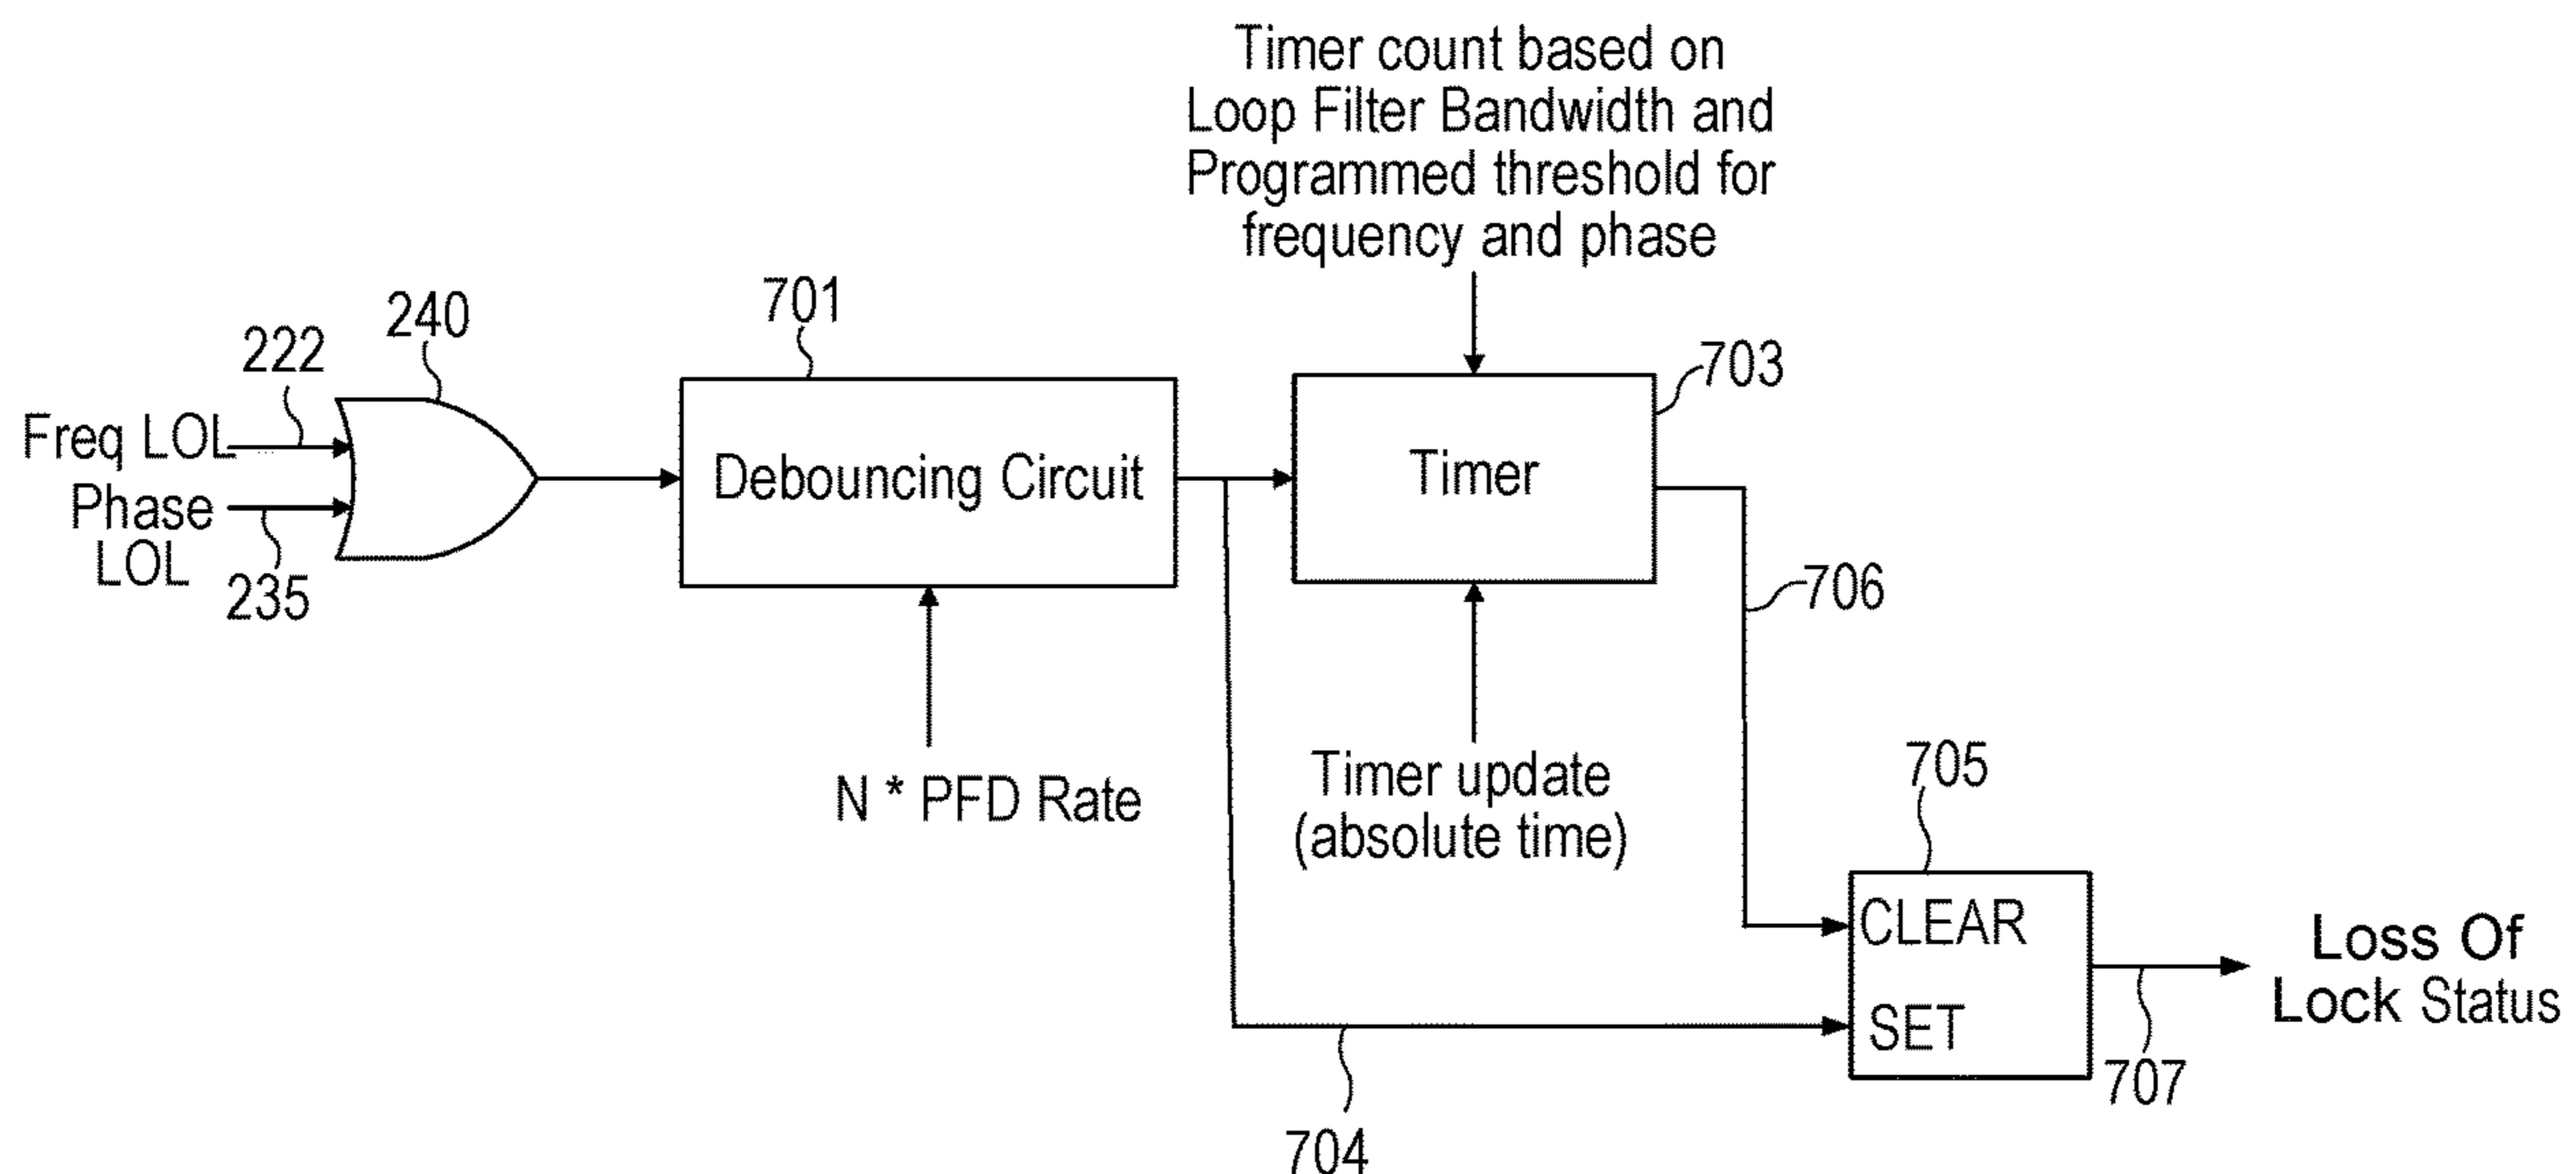 Timer count based on
Loop Filter Bandwidth and
Programmed threshold for
frequency and phase
701
240
222
703
Freq LOL
Debouncing Circuit
Timer
Phase
LOL
235
706
N * PFD Rate
Timer update
(absolute time)
705
CLEAR
SET
Loss Of
Lock Status
707
704